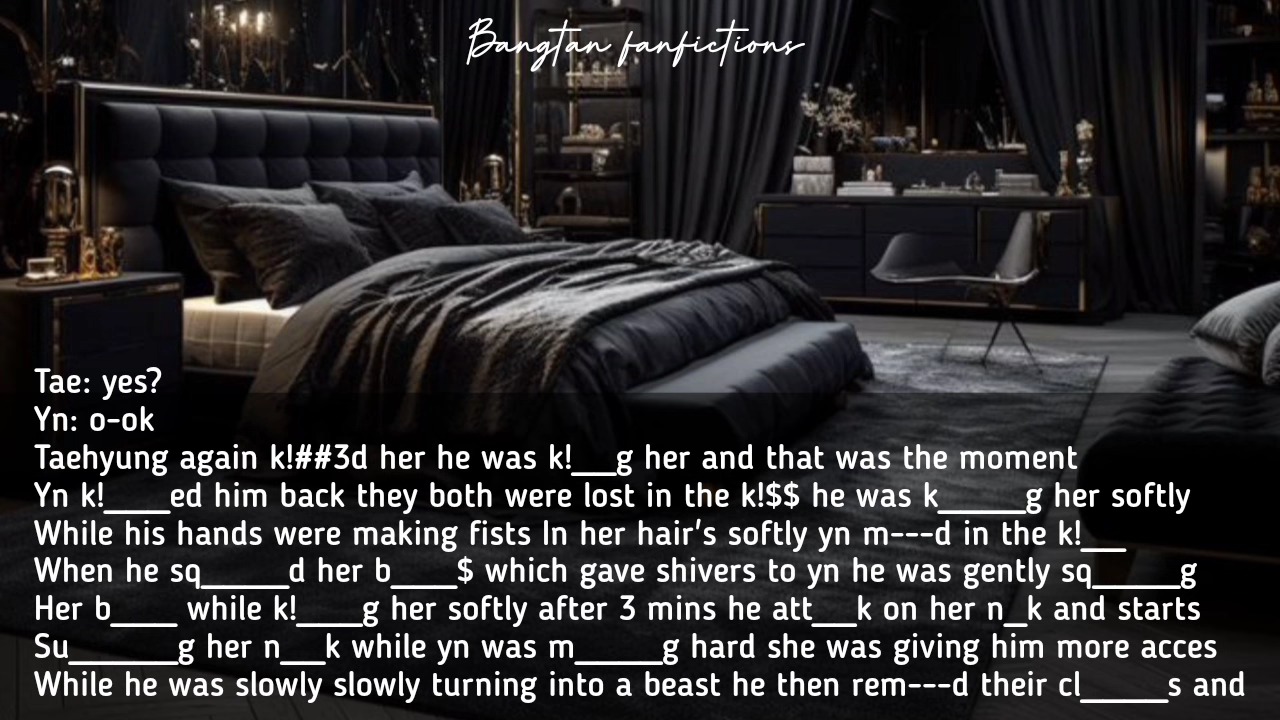 Bangtan fanfictions
Tae: yes?
Yn: o-ok
Taehyung again k!##3d her he was k!___g her and that was the moment
Yn k!____ed him back they both were lost in the k!$$ he was k_____g her softly
While his hands were making fists In her hair's softly yn m---d in the k!___
When he sq_____d her b____$ which gave shivers to yn he was gently sq_____g
Her b____ while k!____g her softly after 3 mins he att___k on her n__k and starts
Su_______g her n___k while yn was m______g hard she was giving him more acces
While he was slowly slowly turning into a beast he then rem---d their cl______s and